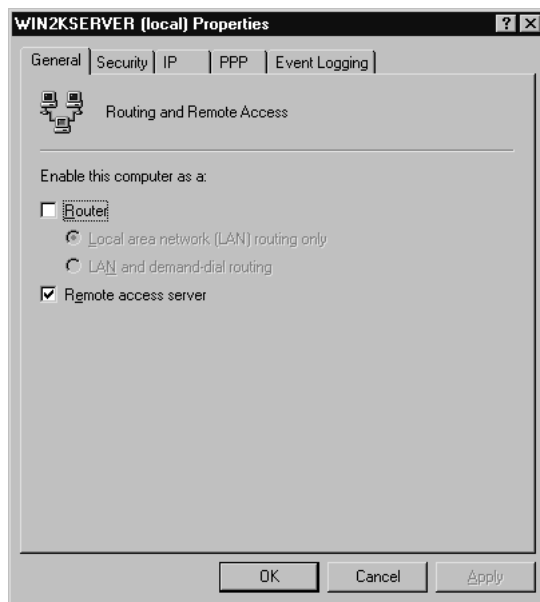 WIN2KSERVER (local) Properties
General Security IP PPP Event Logging
Routing and Remote Access
Enable this computer as a:
Router
Local area network (LAN) routing only
LAN and demand-dial routing
Remote access server
OK Cancel Apply